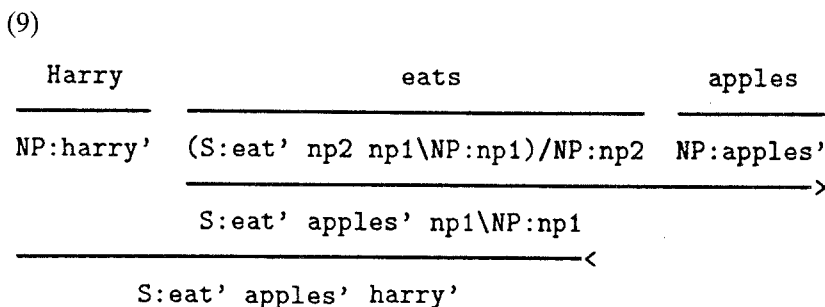 (9)
Harry eats apples
NP:harry' (S:eat' np2 np1\NP:np1)/NP:np2 NP:apples'
>
S:eat' apples' np1\NP:np1
<
S:eat' apples' harry'